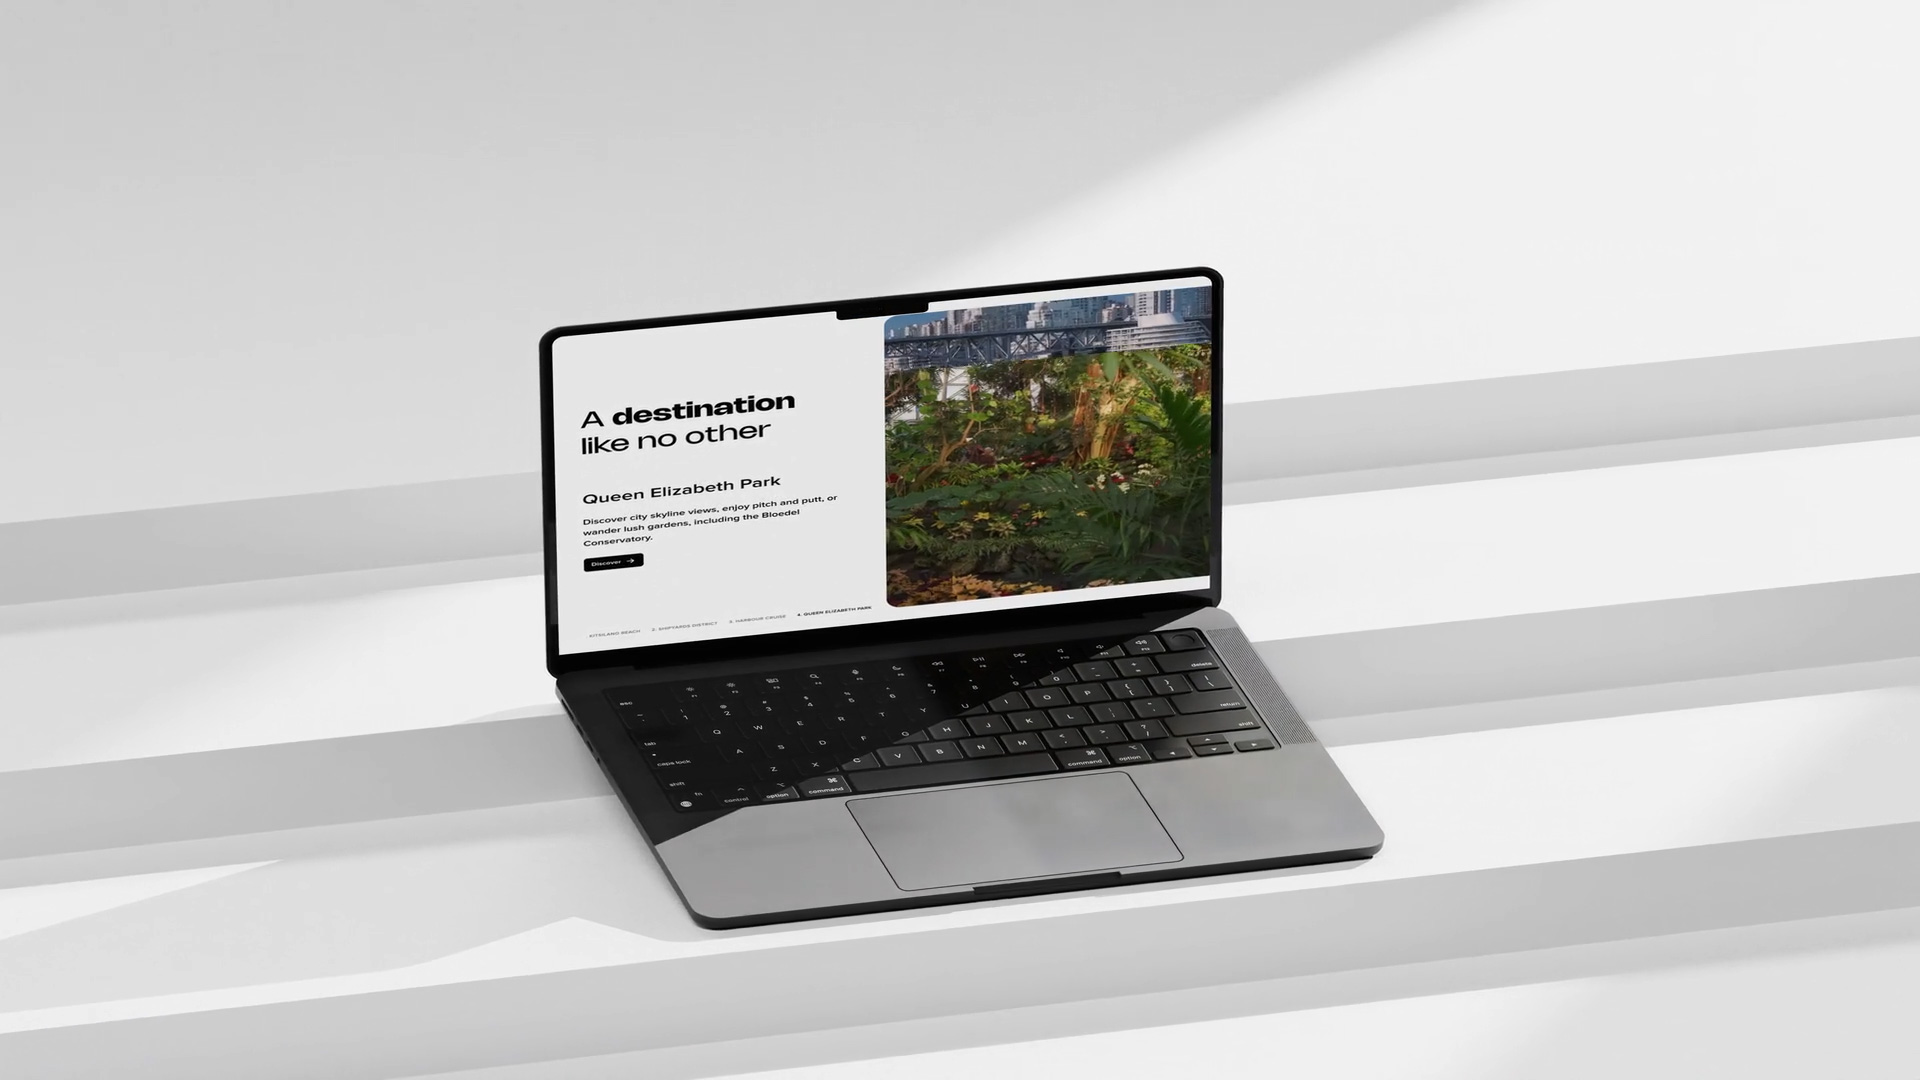 A destination
like no other
Queen Elizabeth Park
Discover city skyline views, enjoy pitch and putt, or
wander lush gardens, including the Bloedel
Conservatory.
Discover →
KITSILANO BEACH 2. SHIPYARDS DISTRICT 3. HARBOUR CRUISE 4. QUEEN ELIZABETH PARK
esc
delete
tab Q W E R T Y U I O P
caps lock A S D F H J K L return
shift Z X C V B N M shift
fn control option command command option